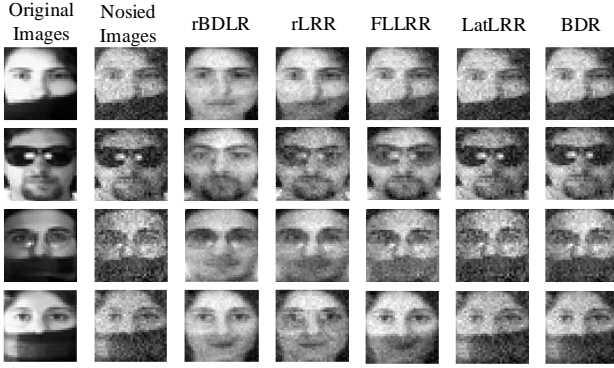 Original Images
Nosied Images
rBDLR
rLRR
FLLRR
LatLRR
BDR